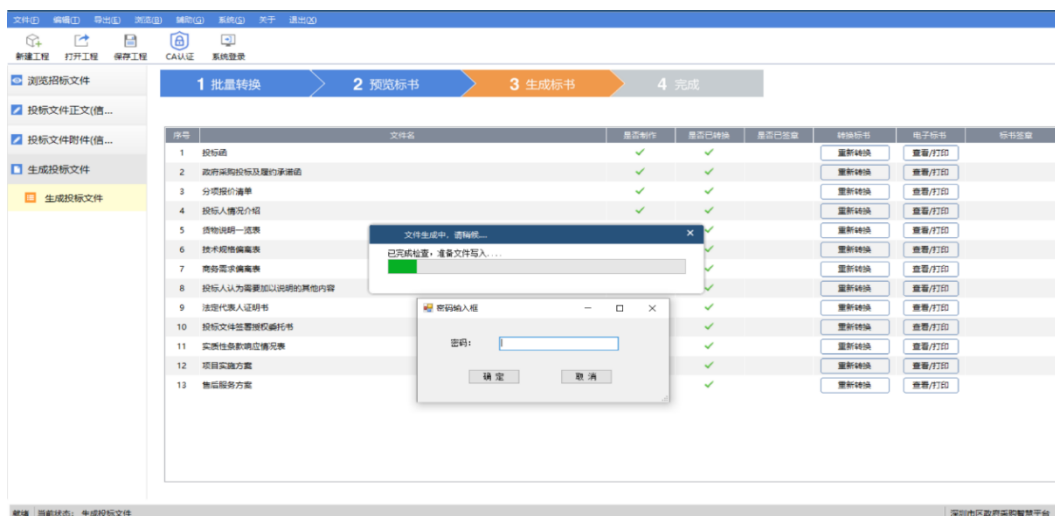 文件(F) 编辑(T) 导出(E) 浏览(B) 辅助(G) 系统(S) 关于 退出(X)
新建工程 打开工程 保存工程 CA认证 系统登录
浏览招标文件
投标文件正文(信...
投标文件附件(信...
生成投标文件
生成投标文件
1 批量转换 2 预览标书 3 生成标书 4 完成
序号 文件名 是否制作 是否已转换 是否已签章 转换标书 电子标书 标书签章
1 投标函 重新转换 查看/打印
2 政府采购投标及履约承诺函 重新转换 查看/打印
3 分项报价清单 重新转换 查看/打印
4 投标人情况介绍 重新转换 查看/打印
5 货物说明一览表 重新转换 查看/打印
6 技术规格偏离表 重新转换 查看/打印
7 商务需求偏离表 重新转换 查看/打印
8 投标人认为需要加以说明的其他内容 重新转换 查看/打印
9 法定代表人证明书 重新转换 查看/打印
10 投标文件签署授权委托书 重新转换 查看/打印
11 实质性条款响应情况表 重新转换 查看/打印
12 项目实施方案 重新转换 查看/打印
13 售后服务方案 重新转换 查看/打印
文件生成中，请稍候....
已完成检查，准备文件写入....
密码输入框
密码：
确 定 取 消
就绪 当前状态： 生成投标文件 深圳市区政府采购智慧平台